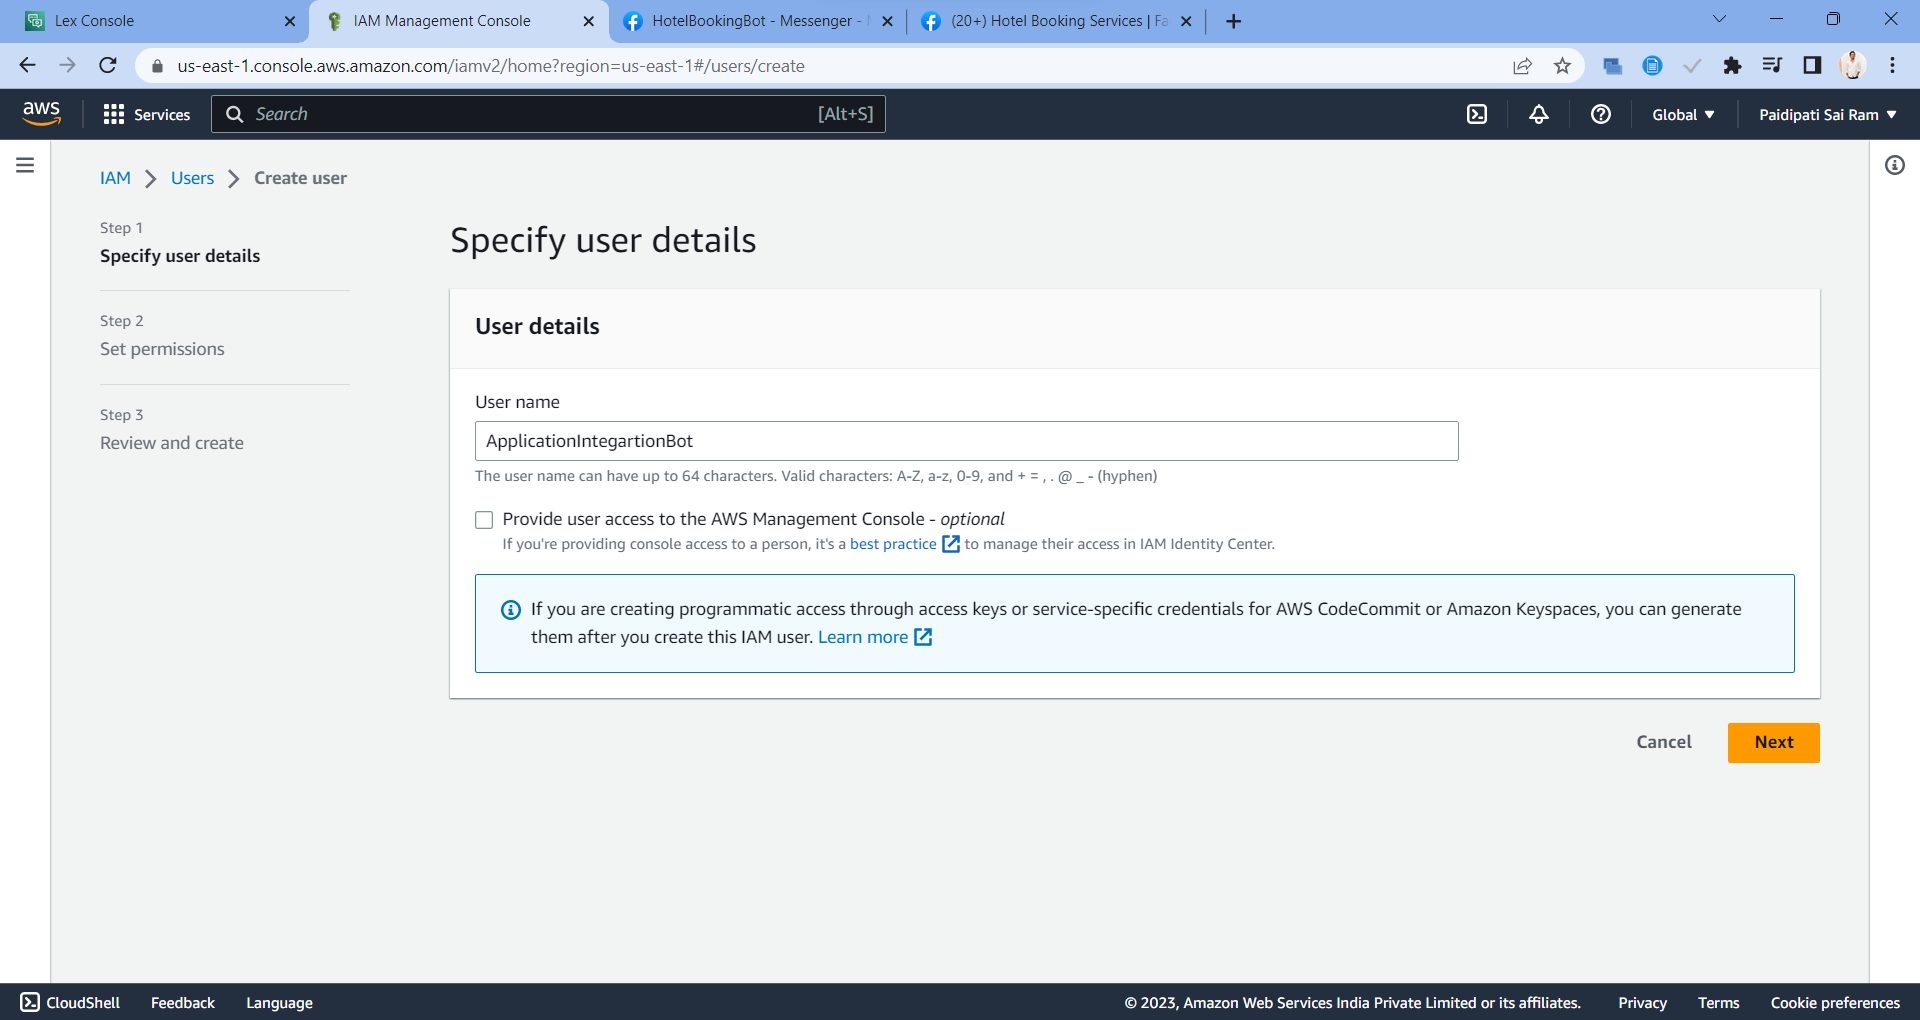 Lex Console
IAM Management Console
HotelBookingBot - Messenger -
(20+) Hotel Booking Services | Fa
us-east-1.console.aws.amazon.com/iamv2/home?region=us-east-1#/users/create
aws
Services
Search
[Alt+S]
Global
Paidipati Sai Ram
IAM
Users
Create user
Step 1
Specify user details
Step 2
Set permissions
Step 3
Review and create
Specify user details
User details
User name
ApplicationIntegartionBot
The user name can have up to 64 characters. Valid characters: A-Z, a-z, 0-9, and + = , . @ _ - (hyphen)
Provide user access to the AWS Management Console - optional
If you're providing console access to a person, it's a best practice to manage their access in IAM Identity Center.
If you are creating programmatic access through access keys or service-specific credentials for AWS CodeCommit or Amazon Keyspaces, you can generate
them after you create this IAM user. Learn more
Cancel
Next
CloudShell
Feedback
Language
© 2023, Amazon Web Services India Private Limited or its affiliates.
Privacy
Terms
Cookie preferences